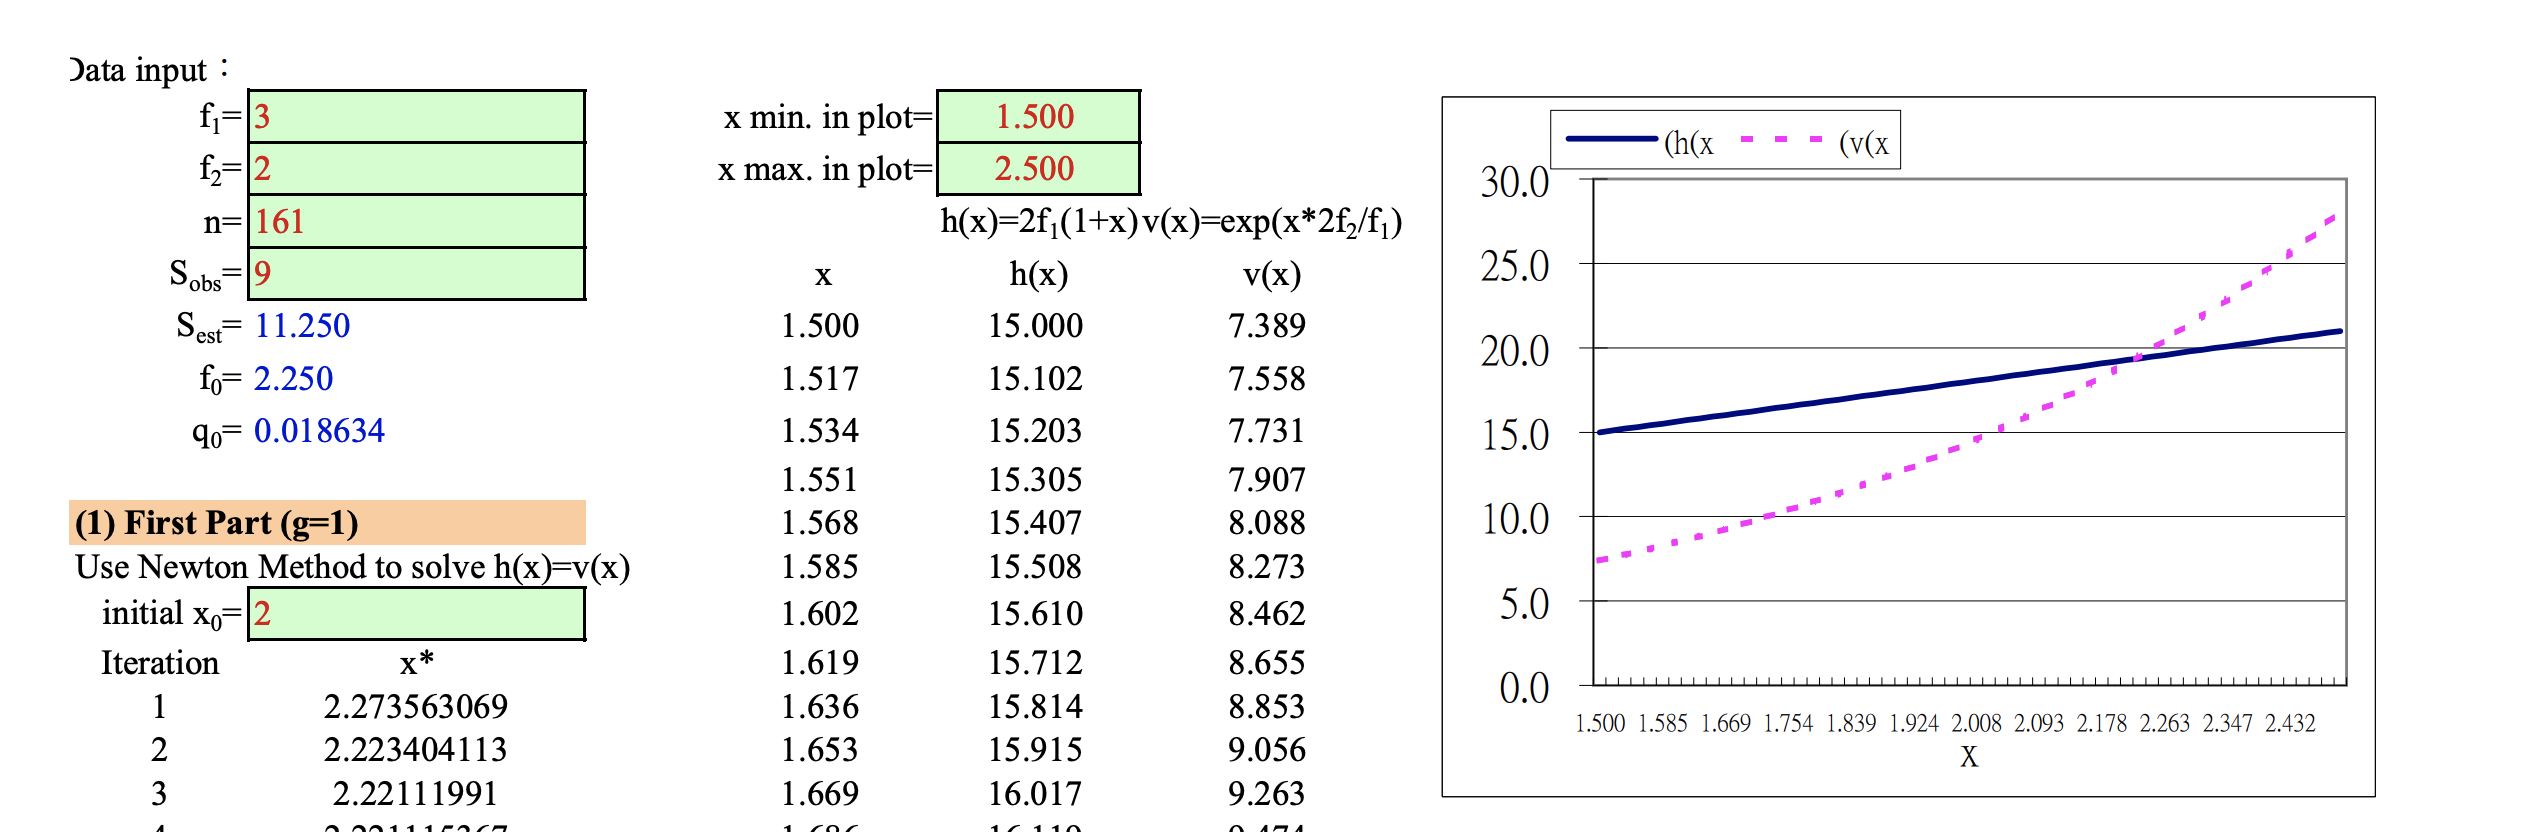 Data input：
f₁= 3
f₂= 2
n= 161
Sobs= 9
Sest= 11.250
f₀= 2.250
q₀= 0.018634
(1) First Part (g=1)
Use Newton Method to solve h(x)=v(x)
initial x₀= 2
Iteration x*
1 2.273563069
2 2.223404113
3 2.22111991
x min. in plot= 1.500
x max. in plot= 2.500
h(x)=2f₁(1+x) v(x)=exp(x*2f₂/f₁)
x h(x) v(x)
1.500 15.000 7.389
1.517 15.102 7.558
1.534 15.203 7.731
1.551 15.305 7.907
1.568 15.407 8.088
1.585 15.508 8.273
1.602 15.610 8.462
1.619 15.712 8.655
1.636 15.814 8.853
1.653 15.915 9.056
1.669 16.017 9.263
(h(x (v(x
30.0
25.0
20.0
15.0
10.0
5.0
0.0
1.500 1.585 1.669 1.754 1.839 1.924 2.008 2.093 2.178 2.263 2.347 2.432
X